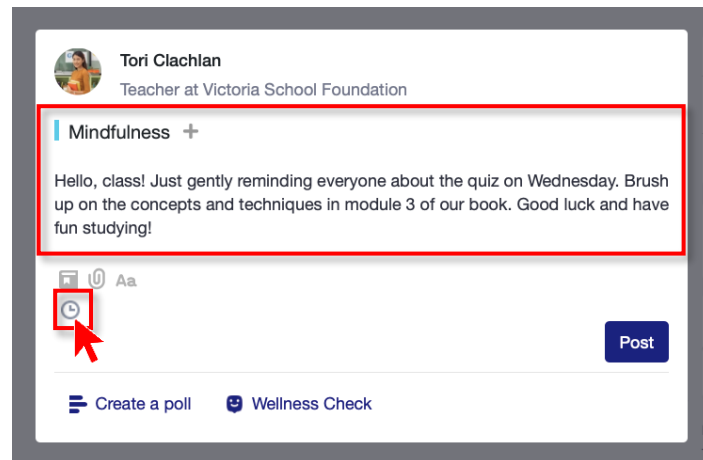 Tori Clachlan
Teacher at Victoria School Foundation
Mindfulness +
Hello, class! Just gently reminding everyone about the quiz on Wednesday. Brush
up on the concepts and techniques in module 3 of our book. Good luck and have
fun studying!
Aa
Post
Create a poll Wellness Check